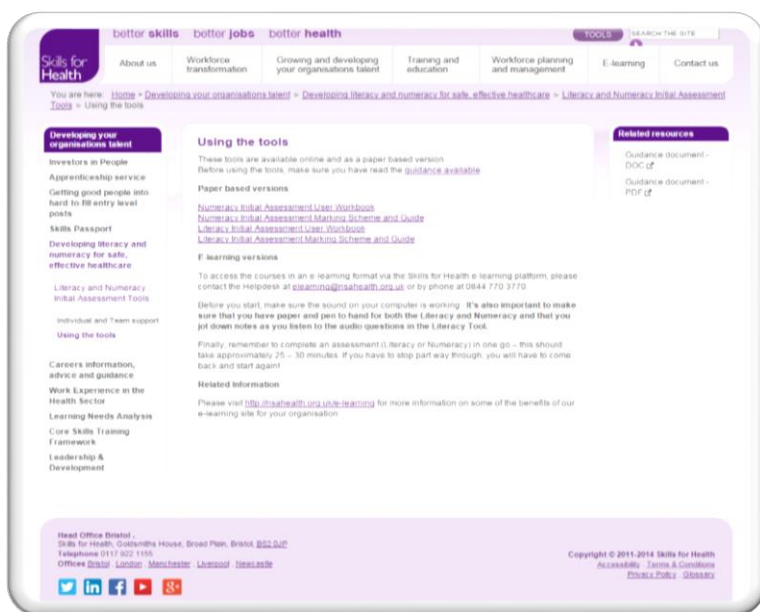 better skills better jobs better health
TOOLS
SEARCH THE SITE
Skills for
Health
About us
Workforce
transformation
Growing and developing
your organisations talent
Training and
education
Workforce planning
and management
E-learning
Contact us
You are here: Home » Developing your organisations talent » Developing literacy and numeracy for safe, effective healthcare » Literacy and Numeracy Initial Assessment
Tools » Using the tools
Developing your
organisations talent
Investors in People
Apprenticeship service
Getting good people into
hard to fill entry level
posts
Skills Passport
Developing literacy and
numeracy for safe,
effective healthcare
Literacy and Numeracy
Initial Assessment Tools
Individual and Team support
Using the tools
Careers information,
advice and guidance
Work Experience in the
Health Sector
Learning Needs Analysis
Core Skills Training
Framework
Leadership &
Development
Using the tools
These tools are available online and as a paper based version
Before using the tools, make sure you have read the guidance available
Paper based versions
Numeracy Initial Assessment User Workbook
Numeracy Initial Assessment Marking Scheme and Guide
Literacy Initial Assessment User Workbook
Literacy Initial Assessment Marking Scheme and Guide
E-learning versions
To access the courses in an e learning format via the Skills for Health e learning platform, please
contact the Helpdesk at elearning@nsahealth.org.uk or by phone at 0844 770 3770.
Before you start, make sure the sound on your computer is working. It's also important to make
sure that you have paper and pen to hand for both the Literacy and Numeracy and that you
jot down notes as you listen to the audio questions in the Literacy Tool.
Finally, remember to complete an assessment (Literacy or Numeracy) in one go – this should
take approximately 25 – 30 minutes. If you have to stop part way through, you will have to come
back and start again!
Related Information
Please visit http://nsahealth.org.uk/e-learning for more information on some of the benefits of our
e-learning site for your organisation
Related resources
Guidance document -
DOC
Guidance document -
PDF
Head Office Bristol .
Skills for Health, Goldsmiths House, Broad Plain, Bristol, BS2 0JP
Telephone 0117 922 1155
Offices Bristol . London . Manchester . Liverpool . Newcastle
Copyright © 2011-2014 Skills for Health
Accessibility . Terms & Conditions
Privacy Policy . Glossary